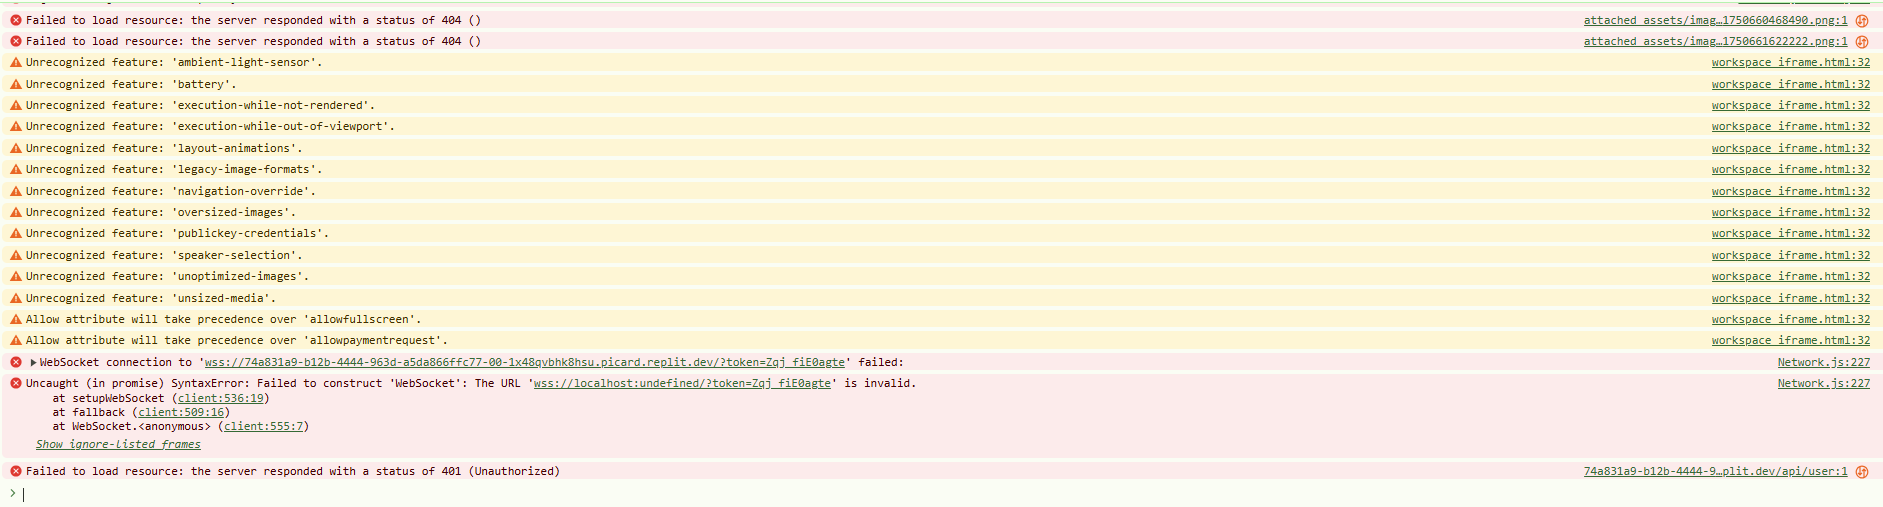 Failed to load resource: the server responded with a status of 404 () attached_assets/imag…1750660468490.png:1
Failed to load resource: the server responded with a status of 404 () attached_assets/imag…1750661622222.png:1
Unrecognized feature: 'ambient-light-sensor'. workspace_iframe.html:32
Unrecognized feature: 'battery'. workspace_iframe.html:32
Unrecognized feature: 'execution-while-not-rendered'. workspace_iframe.html:32
Unrecognized feature: 'execution-while-out-of-viewport'. workspace_iframe.html:32
Unrecognized feature: 'layout-animations'. workspace_iframe.html:32
Unrecognized feature: 'legacy-image-formats'. workspace_iframe.html:32
Unrecognized feature: 'navigation-override'. workspace_iframe.html:32
Unrecognized feature: 'oversized-images'. workspace_iframe.html:32
Unrecognized feature: 'publickey-credentials'. workspace_iframe.html:32
Unrecognized feature: 'speaker-selection'. workspace_iframe.html:32
Unrecognized feature: 'unoptimized-images'. workspace_iframe.html:32
Unrecognized feature: 'unsized-media'. workspace_iframe.html:32
Allow attribute will take precedence over 'allowfullscreen'. workspace_iframe.html:32
Allow attribute will take precedence over 'allowpaymentrequest'. workspace_iframe.html:32
WebSocket connection to 'wss://74a831a9-b12b-4444-963d-a5da866ffc77-00-1x48qvbhk8hsu.picard.replit.dev/?token=Zqj_fiE0agte' failed: Network.js:227
Uncaught (in promise) SyntaxError: Failed to construct 'WebSocket': The URL 'wss://localhost:undefined/?token=Zqj_fiE0agte' is invalid. Network.js:227
at setupWebSocket (client:536:19)
at fallback (client:509:16)
at WebSocket.<anonymous> (client:555:7)
Show ignore-listed frames
Failed to load resource: the server responded with a status of 401 (Unauthorized) 74a831a9-b12b-4444-9…plit.dev/api/user:1